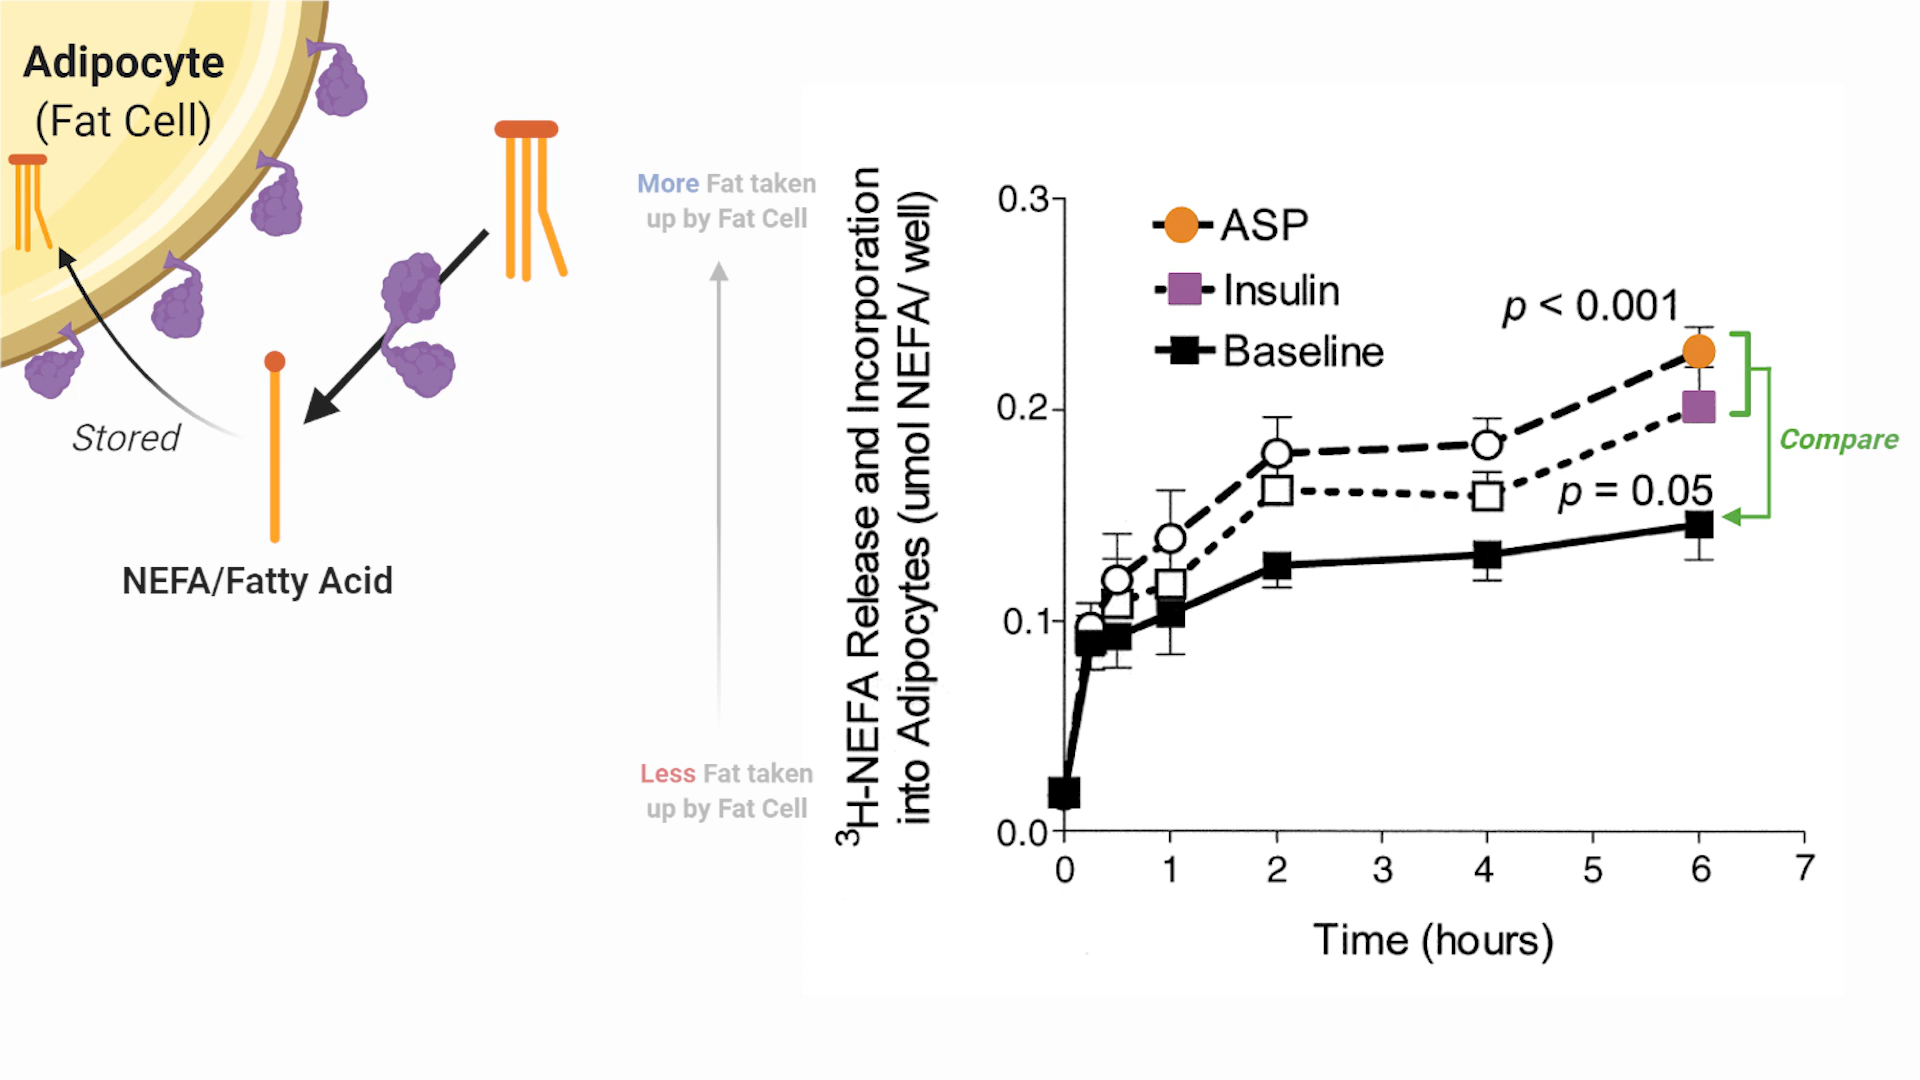 Adipocyte
(Fat Cell)
Stored
NEFA/Fatty Acid
More Fat taken
up by Fat Cell
Less Fat taken
up by Fat Cell
³H-NEFA Release and Incorporation
into Adipocytes (umol NEFA/ well)
0.3
0.2
0.1
0.0
ASP
Insulin
Baseline
p < 0.001
p = 0.05
Compare
0 1 2 3 4 5 6 7
Time (hours)